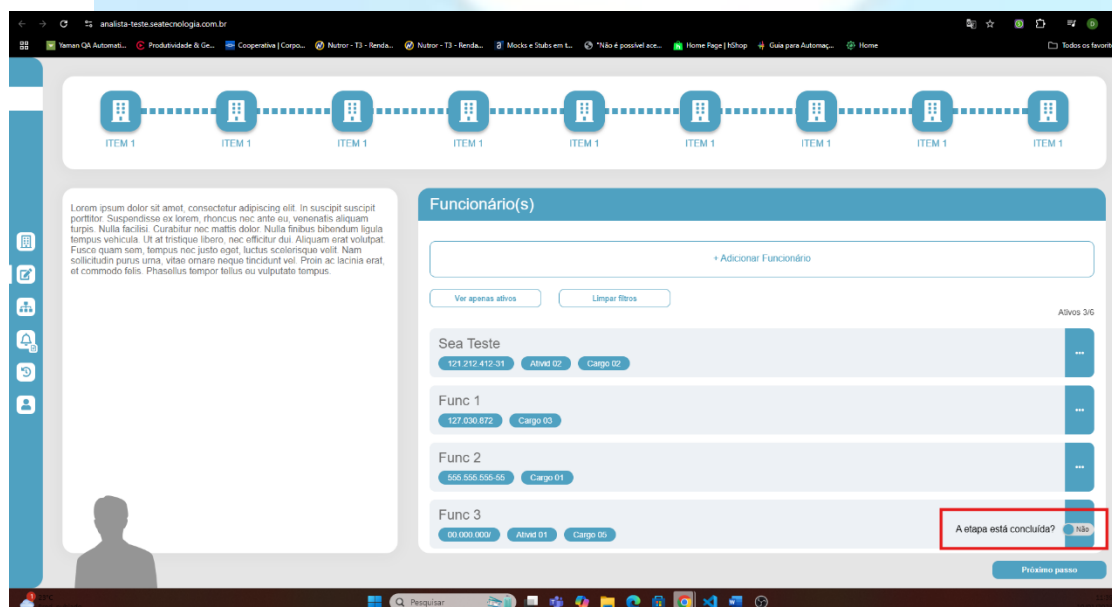 analista-teste.seatecnologia.com.br
Yaman QA Automati... Produtividade & Ge... Cooperativa | Corpo... Nutror - T3 - Renda... Nutror - T3 - Renda... Mocks e Stubs em t... "Não é possível ace... Home Page | hShop Guia para Automaç... Home Todos os favorit
ITEM 1 ITEM 1 ITEM 1 ITEM 1 ITEM 1 ITEM 1 ITEM 1 ITEM 1 ITEM 1
Lorem ipsum dolor sit amet, consectetur adipiscing elit. In suscipit suscipit
porttitor. Suspendisse ex lorem, rhoncus nec ante eu, venenatis aliquam
turpis. Nulla facilisi. Curabitur nec mattis dolor. Nulla finibus bibendum ligula
tempus vehicula. Ut at tristique libero, nec efficitur dui. Aliquam erat volutpat.
Fusce quam sem, tempus nec justo eget, luctus scelerisque velit. Nam
sollicitudin purus urna, vitae ornare neque tincidunt vel. Proin ac lacinia erat,
et commodo felis. Phasellus tempor tellus eu vulputate tempus.
Funcionário(s)
+ Adicionar Funcionário
Ver apenas ativos Limpar filtros
Ativos 3/6
Sea Teste
121.212.412-31 Ativid 02 Cargo 02
Func 1
127.030.872 Cargo 03
Func 2
555.555.555-55 Cargo 01
Func 3
00.000.000/ Ativid 01 Cargo 05
A etapa está concluída? Não
Próximo passo
Pesquisar